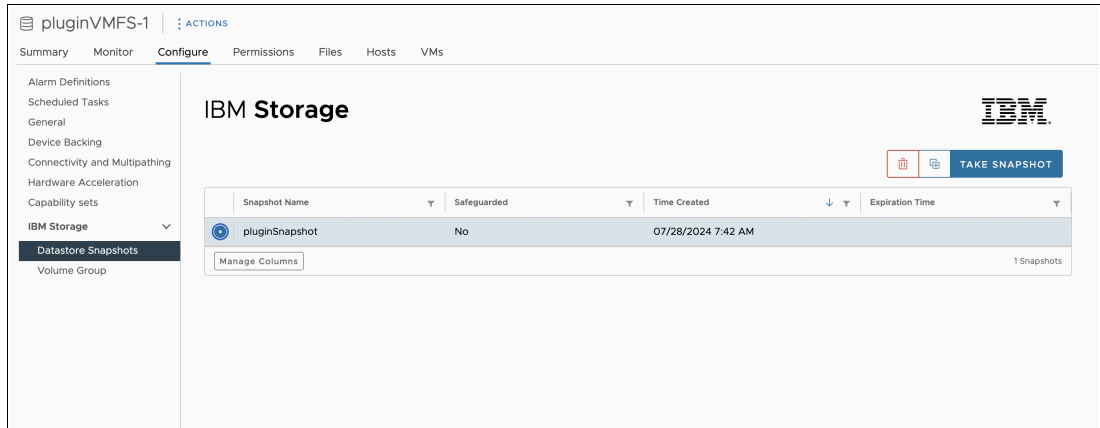 pluginVMFS-1 ACTIONS
Summary Monitor Configure Permissions Files Hosts VMs
Alarm Definitions
Scheduled Tasks
General
Device Backing
Connectivity and Multipathing
Hardware Acceleration
Capability sets
IBM Storage
Datastore Snapshots
Volume Group
IBM Storage
IBM®
TAKE SNAPSHOT
Snapshot Name Safeguarded Time Created Expiration Time
pluginSnapshot No 07/28/2024 7:42 AM
Manage Columns 1 Snapshots